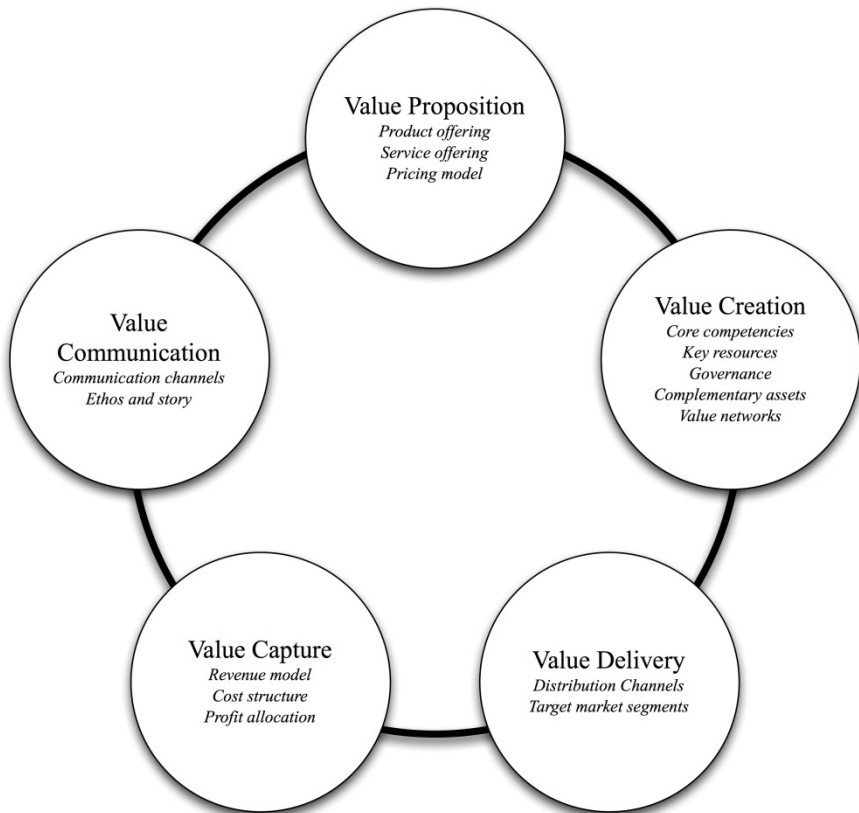 Value Proposition
Product offering
Service offering
Pricing model
Value Creation
Core competencies
Key resources
Governance
Complementary assets
Value networks
Value
Communication
Communication channels
Ethos and story
Value Capture
Revenue model
Cost structure
Profit allocation
Value Delivery
Distribution Channels
Target market segments